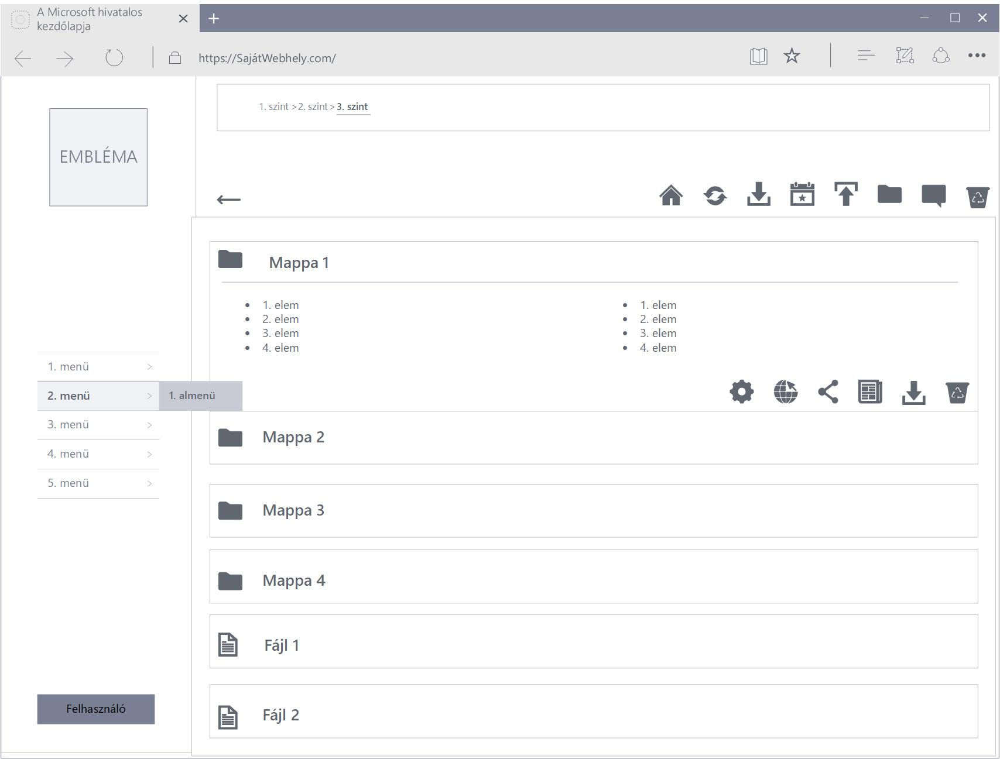 A Microsoft hivatalos
kezdőlapja
https://SajátWebhely.com/
1. szint >2. szint> 3. szint
EMBLÉMA
Mappa 1
1. elem
2. elem
3. elem
4. elem
1. elem
2. elem
3. elem
4. elem
1. menü >
2. menü > 1. almenü
3. menü >
4. menü >
5. menü >
Mappa 2
Mappa 3
Mappa 4
Fájl 1
Fájl 2
Felhasználó